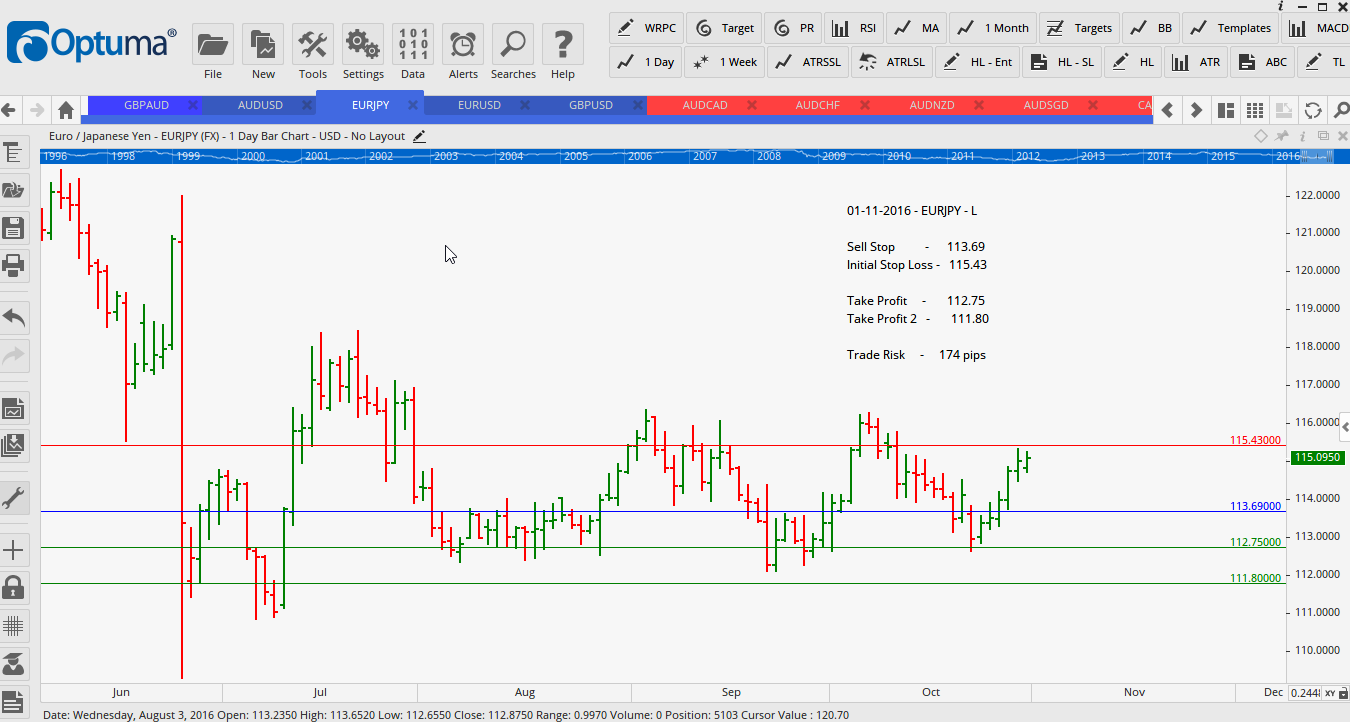 Optuma®
File
New
Tools
Settings
101
010
111
Data
Alerts
Searches
?
Help
WRPC
Target
PR
RSI
MA
1 Month
Targets
BB
Templates
MACD
1 Day
1 Week
ATRSSL
ATRLSL
HL - Ent
HL - SL
HL
ATR
ABC
TL
GBPAUD
AUDUSD
EURJPY
EURUSD
GBPUSD
AUDCAD
AUDCHF
AUDNZD
AUDSGD
CA
Euro / Japanese Yen - EURJPY (FX) - 1 Day Bar Chart - USD - No Layout
1996 1998 1999 2000 2001 2002 2003 2004 2005 2006 2007 2008 2009 2010 2011 2012 2013 2014 2015 2016
01-11-2016 - EURJPY - L
Sell Stop - 113.69
Initial Stop Loss - 115.43
Take Profit - 112.75
Take Profit 2 - 111.80
Trade Risk - 174 pips
122.0000
121.0000
120.0000
119.0000
118.0000
117.0000
116.0000
115.43000
115.0950
114.0000
113.69000
113.0000
112.75000
112.0000
111.80000
111.0000
110.0000
Jun Jul Aug Sep Oct Nov Dec
0.2448 XY
Date: Wednesday, August 3, 2016 Open: 113.2350 High: 113.6520 Low: 112.6550 Close: 112.8750 Range: 0.9970 Volume: 0 Position: 5103 Cursor Value : 120.70